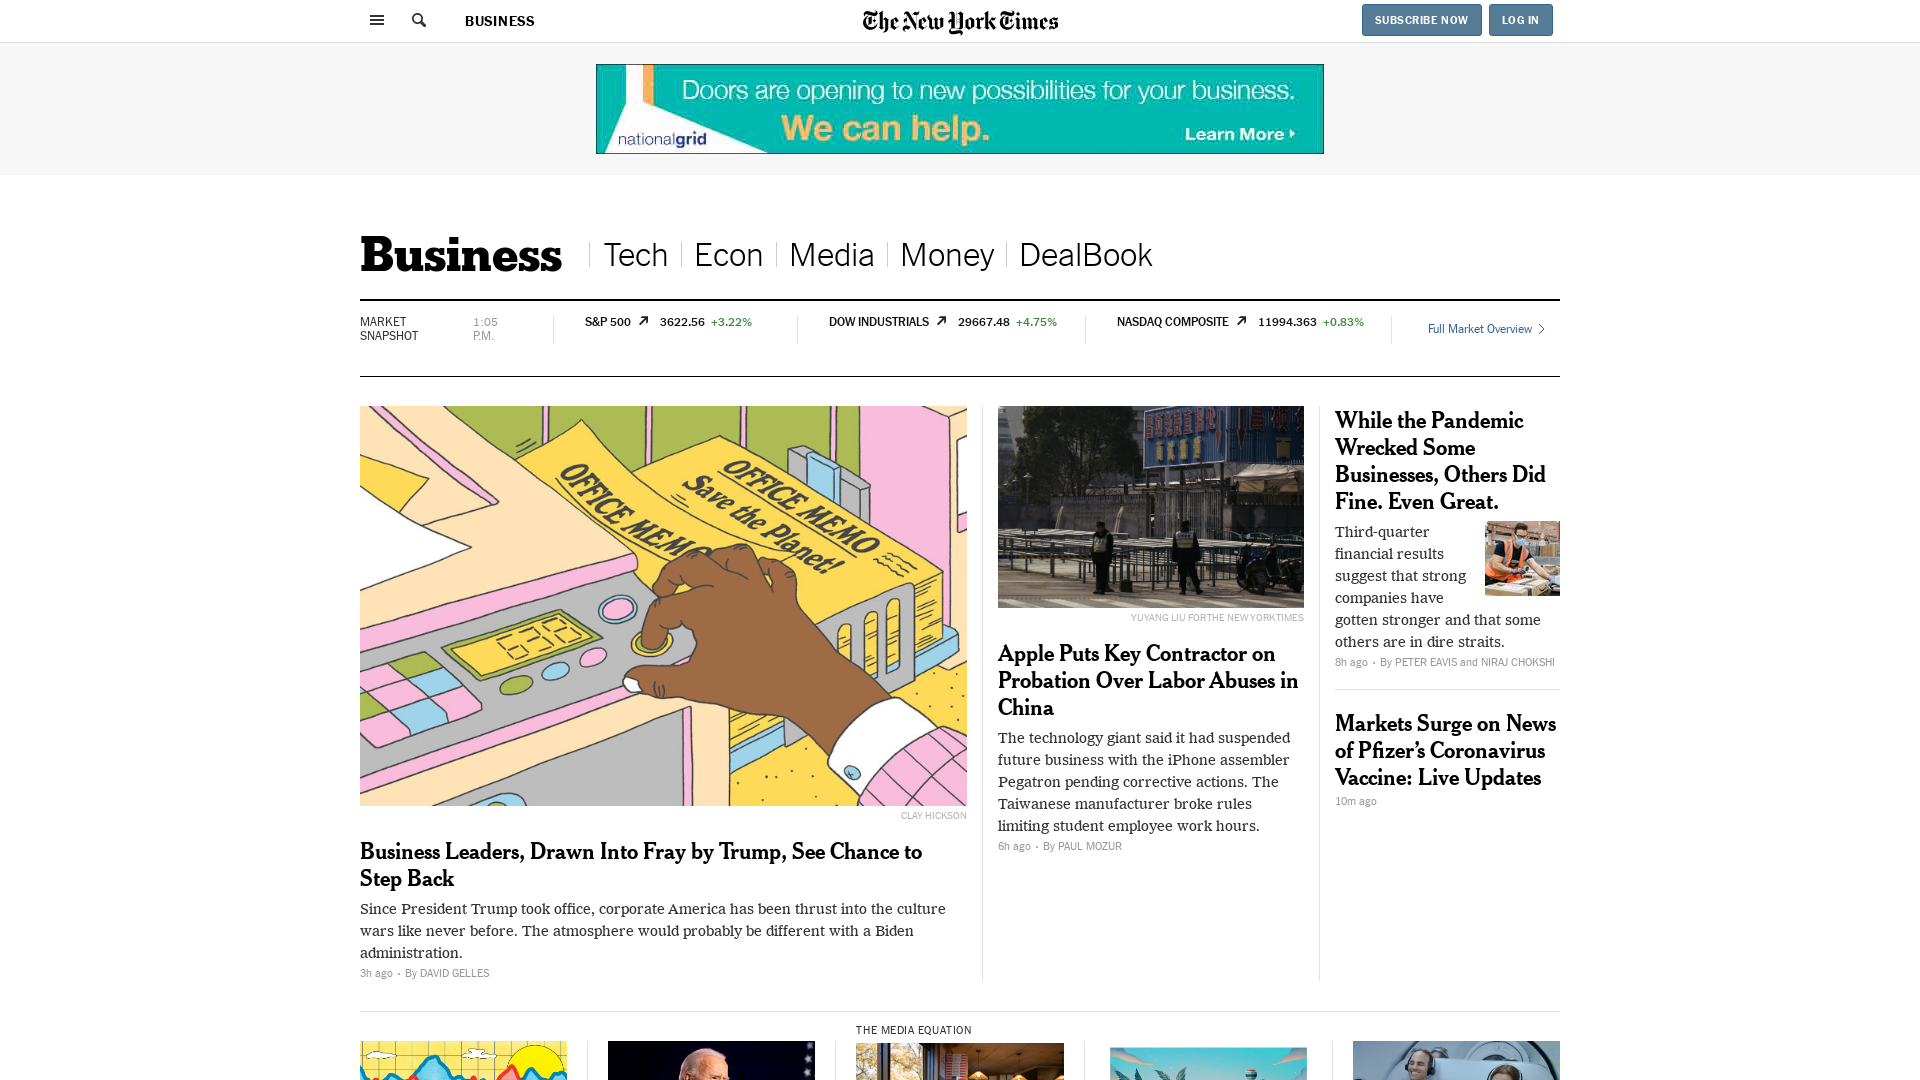 BUSINESS
The New York Times
SUBSCRIBE NOW
LOG IN
Doors are opening to new possibilities for your business.
We can help.
nationalgrid
Learn More
Business
Tech
Econ
Media
Money
DealBook
MARKET
SNAPSHOT
1:05
P.M.
S&P 500 3622.56 +3.22%
DOW INDUSTRIALS 29667.48 +4.75%
NASDAQ COMPOSITE 11994.363 +0.83%
Full Market Overview
OFFICE MEMO
OFFICE MEMO
Save the Planet!
CLAY HICKSON
Business Leaders, Drawn Into Fray by Trump, See Chance to
Step Back
Since President Trump took office, corporate America has been thrust into the culture
wars like never before. The atmosphere would probably be different with a Biden
administration.
3h ago • By DAVID GELLES
YUYANG LIU FORTHE NEW YORKTIMES
Apple Puts Key Contractor on
Probation Over Labor Abuses in
China
The technology giant said it had suspended
future business with the iPhone assembler
Pegatron pending corrective actions. The
Taiwanese manufacturer broke rules
limiting student employee work hours.
6h ago • By PAUL MOZUR
While the Pandemic
Wrecked Some
Businesses, Others Did
Fine. Even Great.
Third-quarter
financial results
suggest that strong
companies have
gotten stronger and that some
others are in dire straits.
8h ago • By PETER EAVIS and NIRAJ CHOKSHI
Markets Surge on News
of Pfizer’s Coronavirus
Vaccine: Live Updates
10m ago
THE MEDIA EQUATION